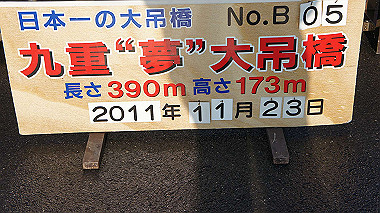 日本一の大吊橋 No.B 05
九重“夢”大吊橋
長さ390m 高さ173m
2011年 11月 23日